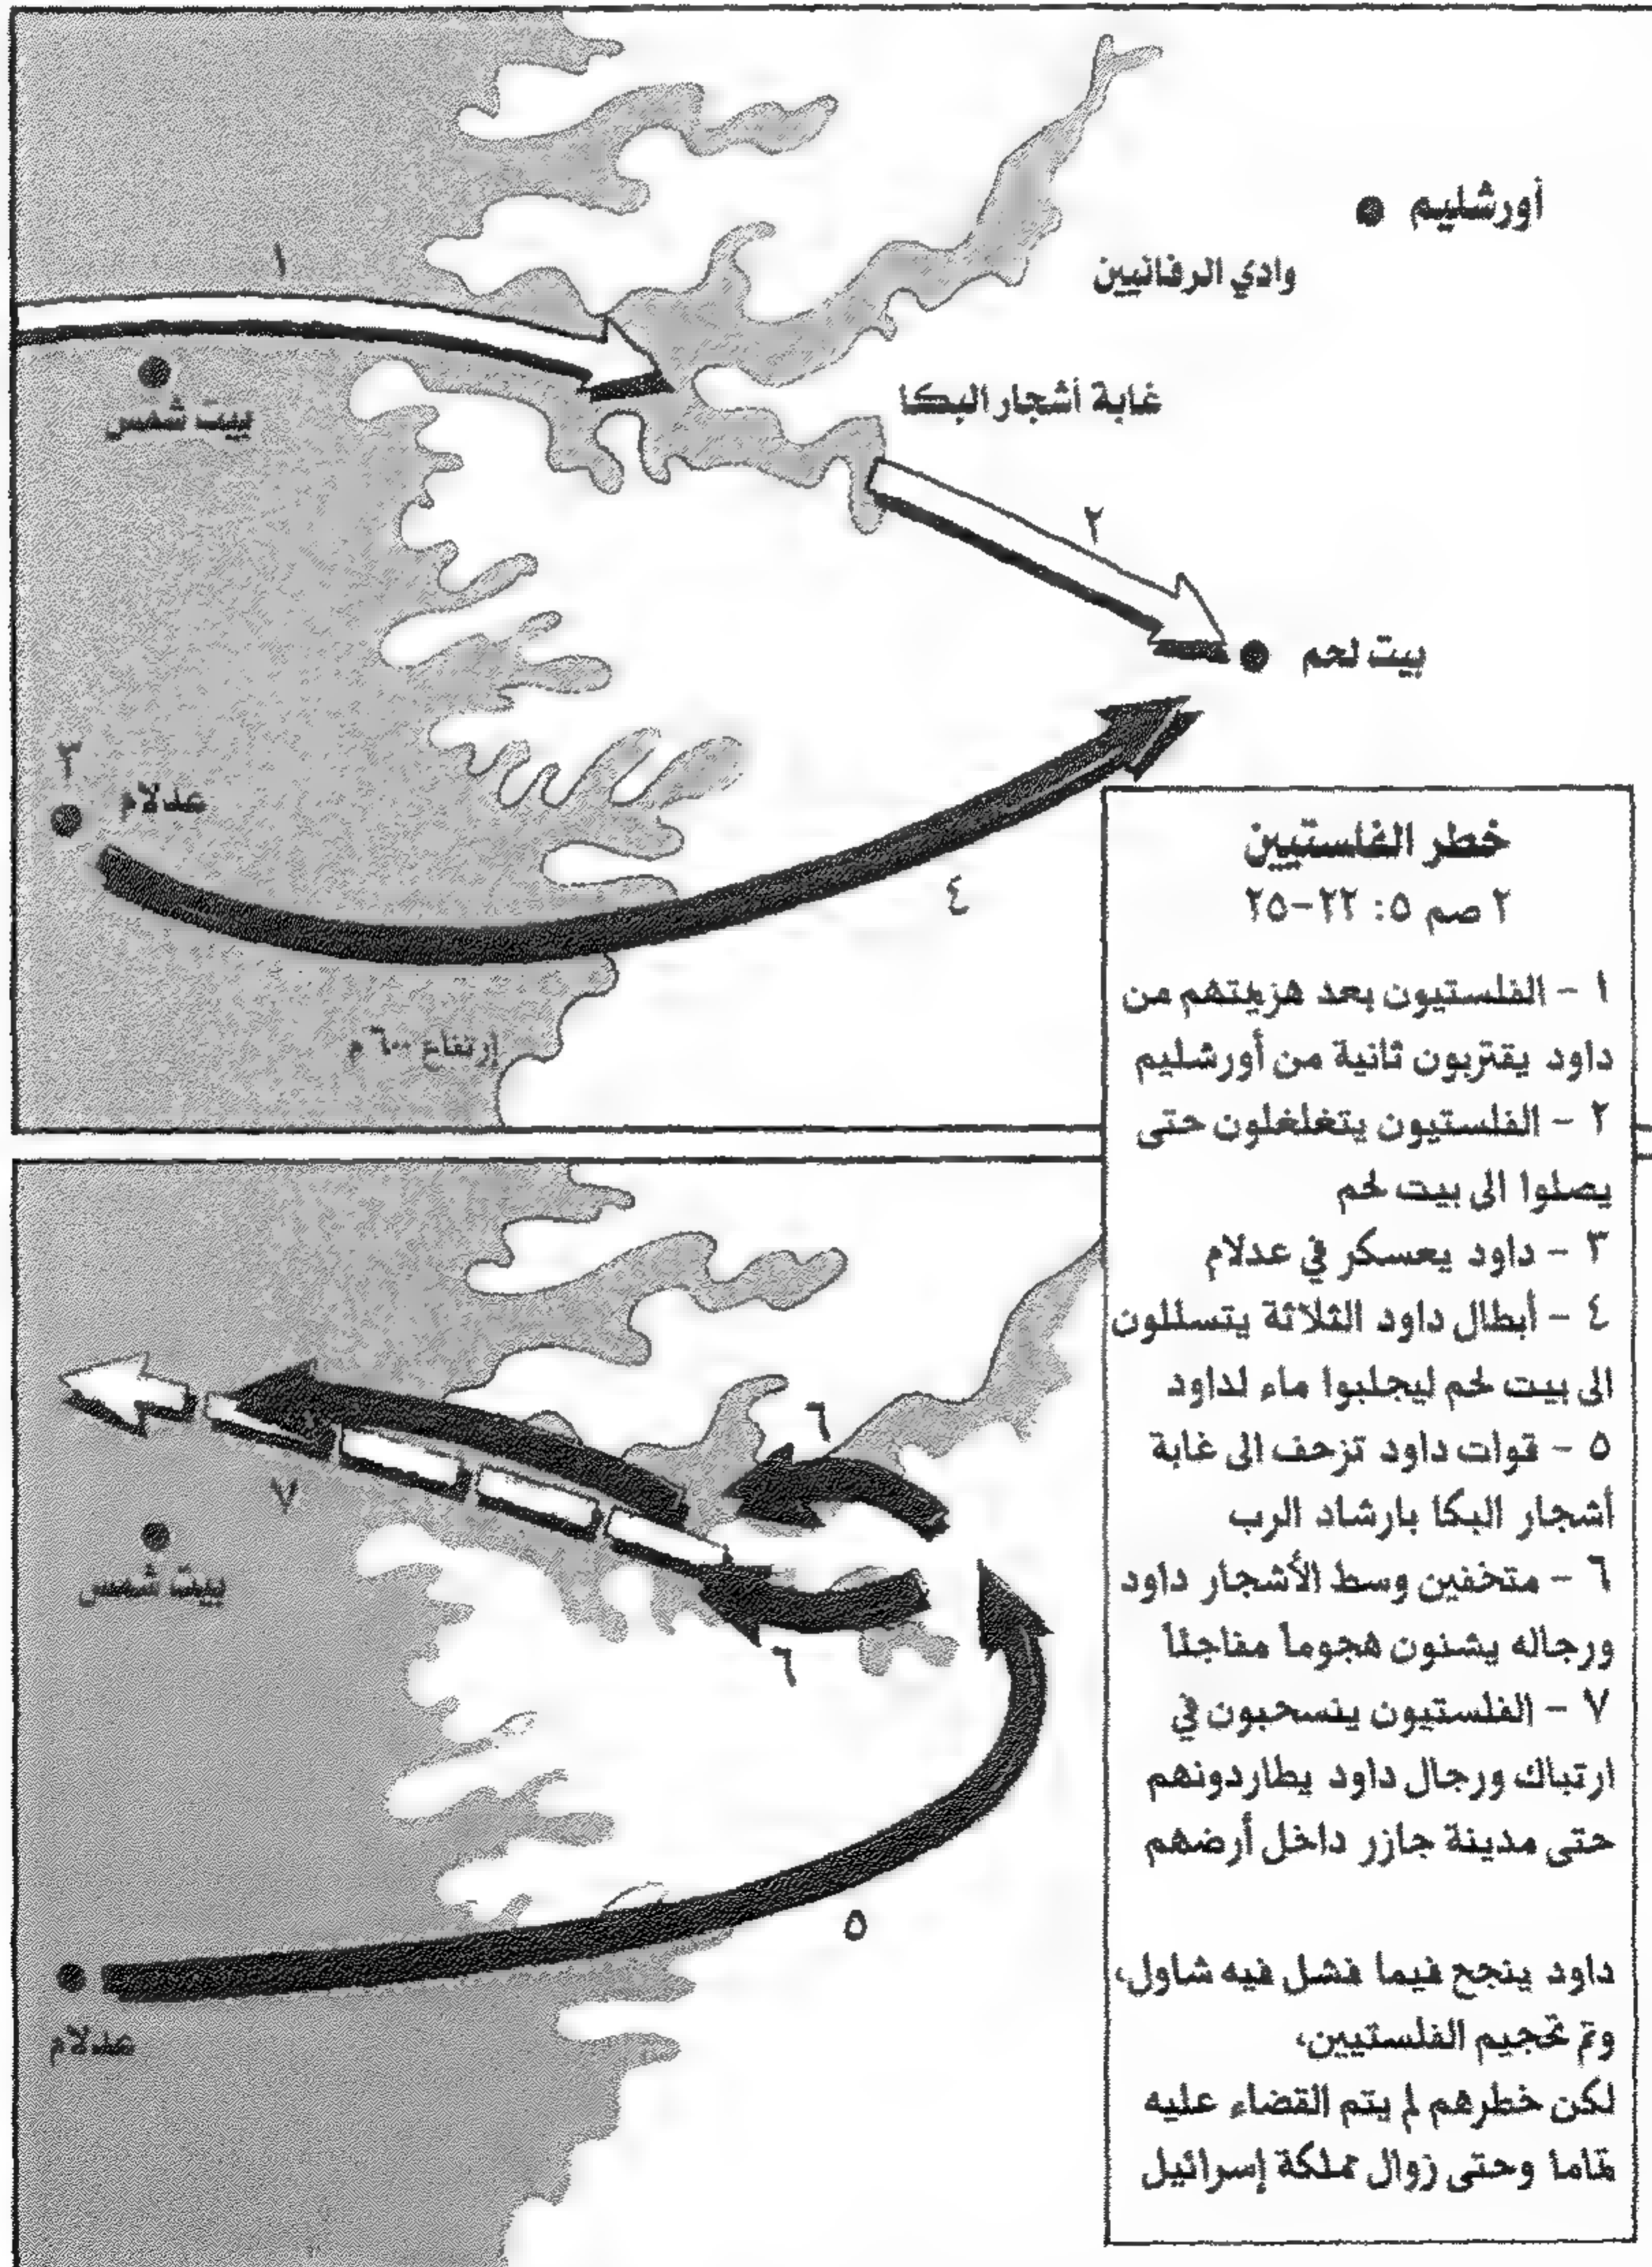 أورشليم
وادي الرفائيين
١
بيت شمس
غابة أشجار البكا
٢
بيت لحم
٣
عدلام
٤
إرتفاع ٦٠٠ م
خطر الفلستيين
٢ صم ٥: ٢٢-٢٥
١ - الفلستيون بعد هزيمتهم من
داود يقتربون ثانية من أورشليم
٢ - الفلستيون يتغلغلون حتى
يصلوا الى بيت لحم
٣ - داود يعسكر في عدلام
٤ - أبطال داود الثلاثة يتسللون
الى بيت لحم ليجلبوا ماء لداود
٥ - قوات داود تزحف الى غابة
أشجار البكا بارشاد الرب
٦ - متخفين وسط الأشجار داود
ورجاله يشنون هجوماً مفاجئاً
٧ - الفلستيون ينسحبون في
ارتباك ورجال داود يطاردونهم
حتى مدينة جازر داخل أرضهم
داود ينجح فيما فشل فيه شاول،
وتم تحجيم الفلستيين،
لكن خطرهم لم يتم القضاء عليه
تماما وحتى زوال مملكة إسرائيل
٦
٧
بيت شمس
٦
٥
عدلام